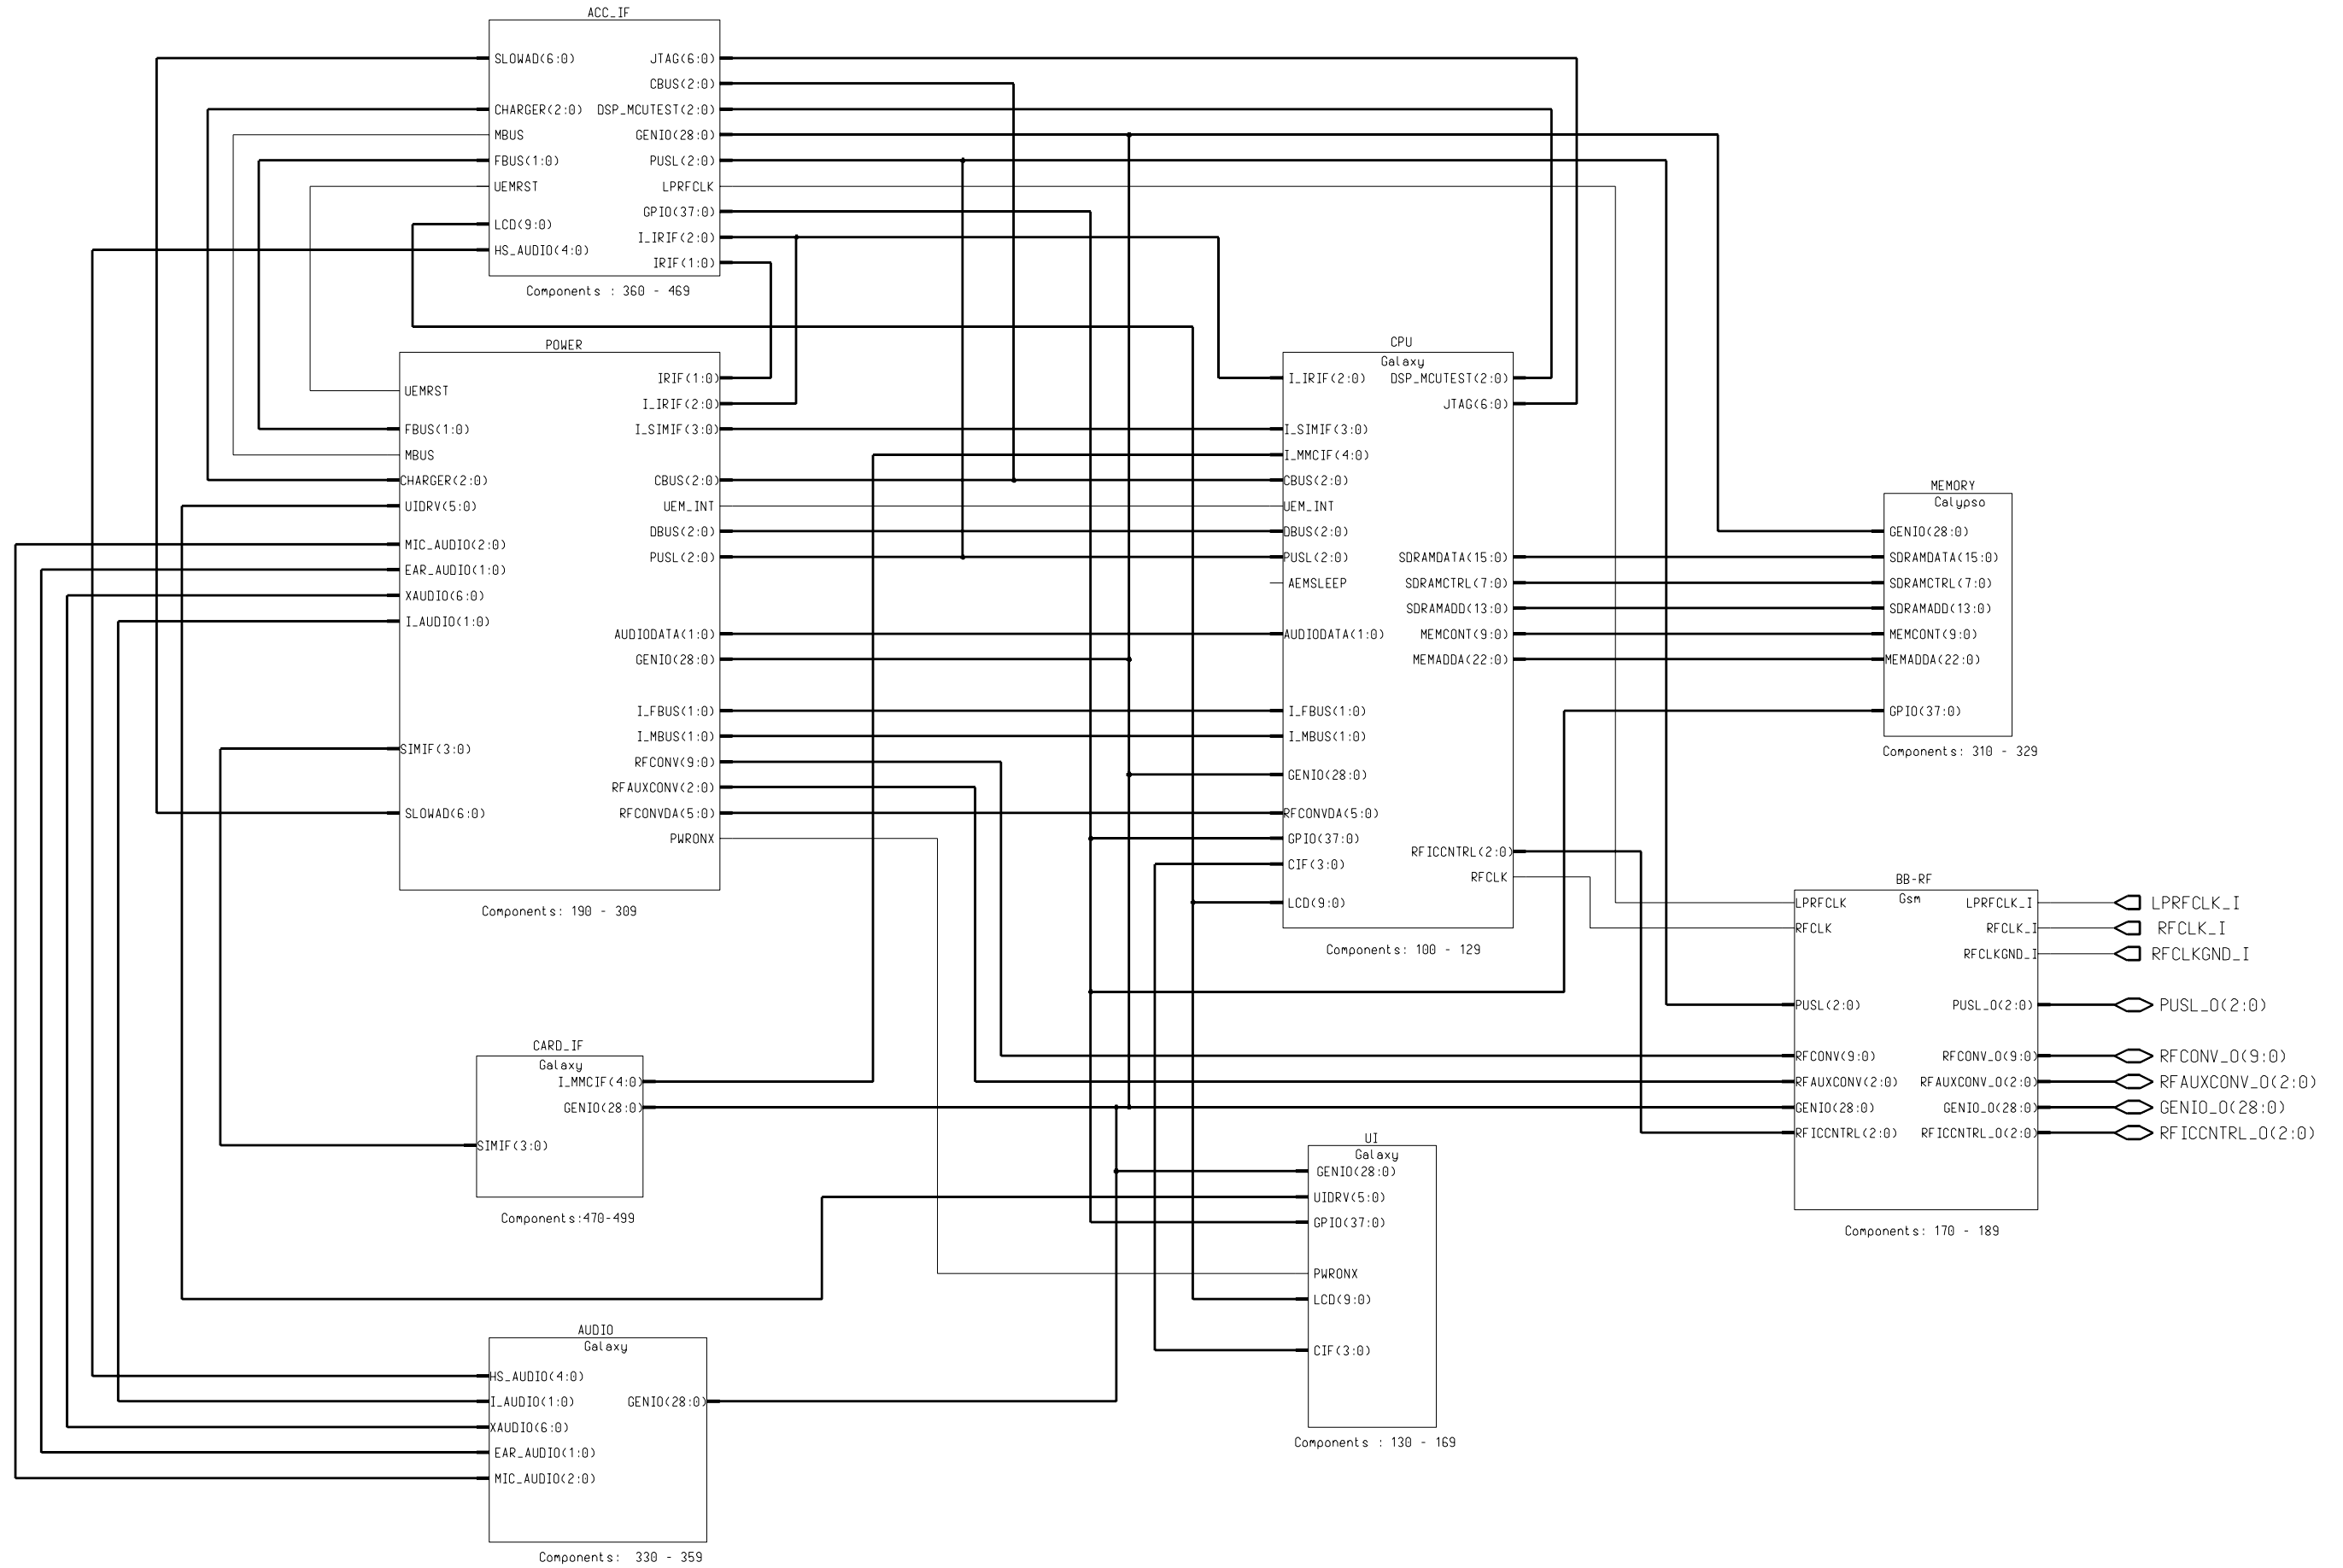 ACC_IF
SLOWAD(6:0)
CHARGER(2:0)
MBUS
FBUS(1:0)
UEMRST
LCD(9:0)
HS_AUDIO(4:0)
JTAG(6:0)
CBUS(2:0)
DSP_MCUTEST(2:0)
GENIO(28:0)
PUSL(2:0)
LPRFCLK
GPIO(37:0)
I_IRIF(2:0)
IRIF(1:0)
Components : 360 - 469
POWER
UEMRST
FBUS(1:0)
MBUS
CHARGER(2:0)
UIDRV(5:0)
MIC_AUDIO(2:0)
EAR_AUDIO(1:0)
XAUDIO(6:0)
I_AUDIO(1:0)
SIMIF(3:0)
SLOWAD(6:0)
IRIF(1:0)
I_IRIF(2:0)
I_SIMIF(3:0)
CBUS(2:0)
UEM_INT
DBUS(2:0)
PUSL(2:0)
AUDIODATA(1:0)
GENIO(28:0)
I_FBUS(1:0)
I_MBUS(1:0)
RFCONV(9:0)
RFAUXCONV(2:0)
RFCONVDA(5:0)
PWRONX
Components: 190 - 309
CPU
Galaxy
I_IRIF(2:0)
I_SIMIF(3:0)
I_MMCIF(4:0)
CBUS(2:0)
UEM_INT
DBUS(2:0)
PUSL(2:0)
AEMSLEEP
AUDIODATA(1:0)
I_FBUS(1:0)
I_MBUS(1:0)
GENIO(28:0)
RFCONVDA(5:0)
GPIO(37:0)
CIF(3:0)
LCD(9:0)
DSP_MCUTEST(2:0)
JTAG(6:0)
SDRAMDATA(15:0)
SDRAMCTRL(7:0)
SDRAMADD(13:0)
MEMCONT(9:0)
MEMADDA(22:0)
RFICCNTRL(2:0)
RFCLK
Components: 100 - 129
MEMORY
Calypso
GENIO(28:0)
SDRAMDATA(15:0)
SDRAMCTRL(7:0)
SDRAMADD(13:0)
MEMCONT(9:0)
MEMADDA(22:0)
GPIO(37:0)
Components: 310 - 329
BB-RF
Gsm
LPRFCLK
RFCLK
PUSL(2:0)
RFCONV(9:0)
RFAUXCONV(2:0)
GENIO(28:0)
RFICCNTRL(2:0)
LPRFCLK_I
RFCLK_I
RFCLKGND_I
PUSL_O(2:0)
RFCONV_O(9:0)
RFAUXCONV_O(2:0)
GENIO_O(28:0)
RFICCNTRL_O(2:0)
LPRFCLK_I
RFCLK_I
RFCLKGND_I
PUSL_O(2:0)
RFCONV_O(9:0)
RFAUXCONV_O(2:0)
GENIO_O(28:0)
RFICCNTRL_O(2:0)
Components: 170 - 189
CARD_IF
Galaxy
I_MMCIF(4:0)
GENIO(28:0)
SIMIF(3:0)
Components:470-499
UI
Galaxy
GENIO(28:0)
UIDRV(5:0)
GPIO(37:0)
PWRONX
LCD(9:0)
CIF(3:0)
Components : 130 - 169
AUDIO
Galaxy
HS_AUDIO(4:0)
I_AUDIO(1:0)
XAUDIO(6:0)
EAR_AUDIO(1:0)
MIC_AUDIO(2:0)
GENIO(28:0)
Components: 330 - 359